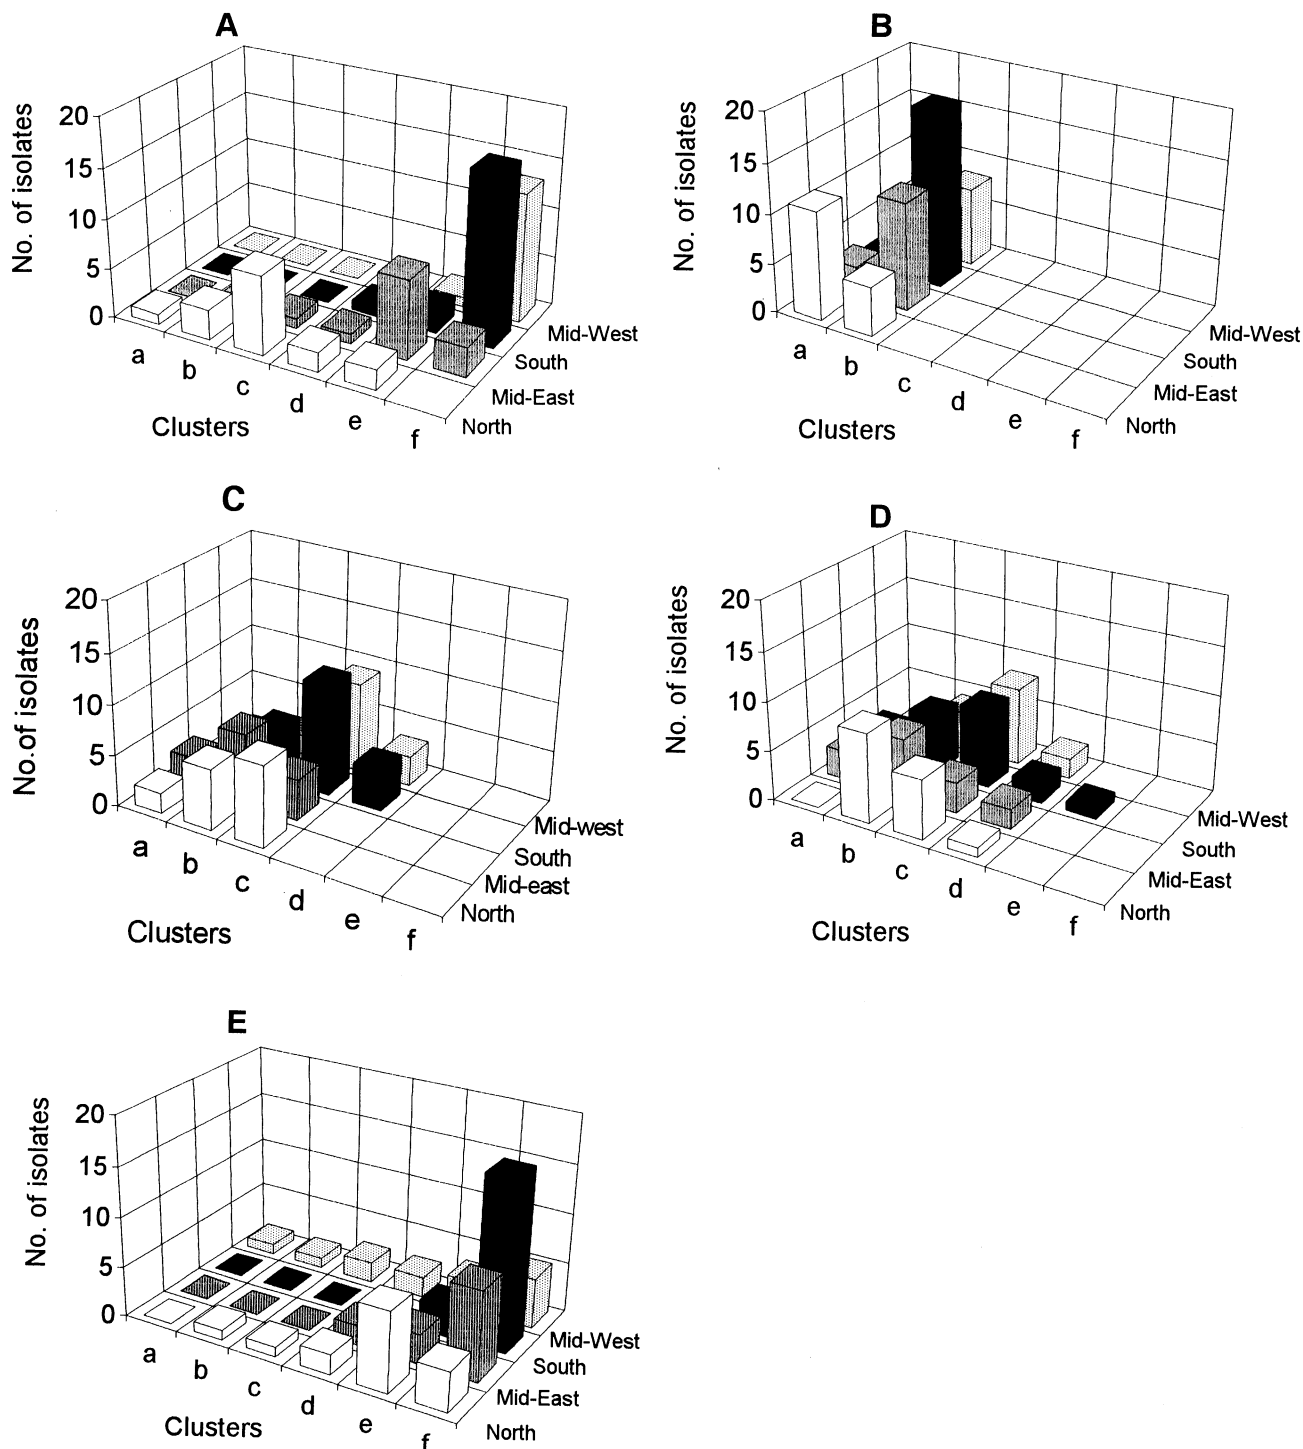 A
No. of isolates
20
15
10
5
0
a
b
c
d
e
f
Clusters
Mid-West
South
Mid-East
North
B
No. of isolates
20
15
10
5
0
a
b
c
d
e
f
Clusters
Mid-West
South
Mid-East
North
C
No.of isolates
20
15
10
5
0
a
b
c
d
e
f
Clusters
Mid-west
South
Mid-east
North
D
No. of isolates
20
15
10
5
0
a
b
c
d
e
f
Clusters
Mid-West
South
Mid-East
North
E
No. of isolates
20
15
10
5
0
a
b
c
d
e
f
Clusters
Mid-West
South
Mid-East
North